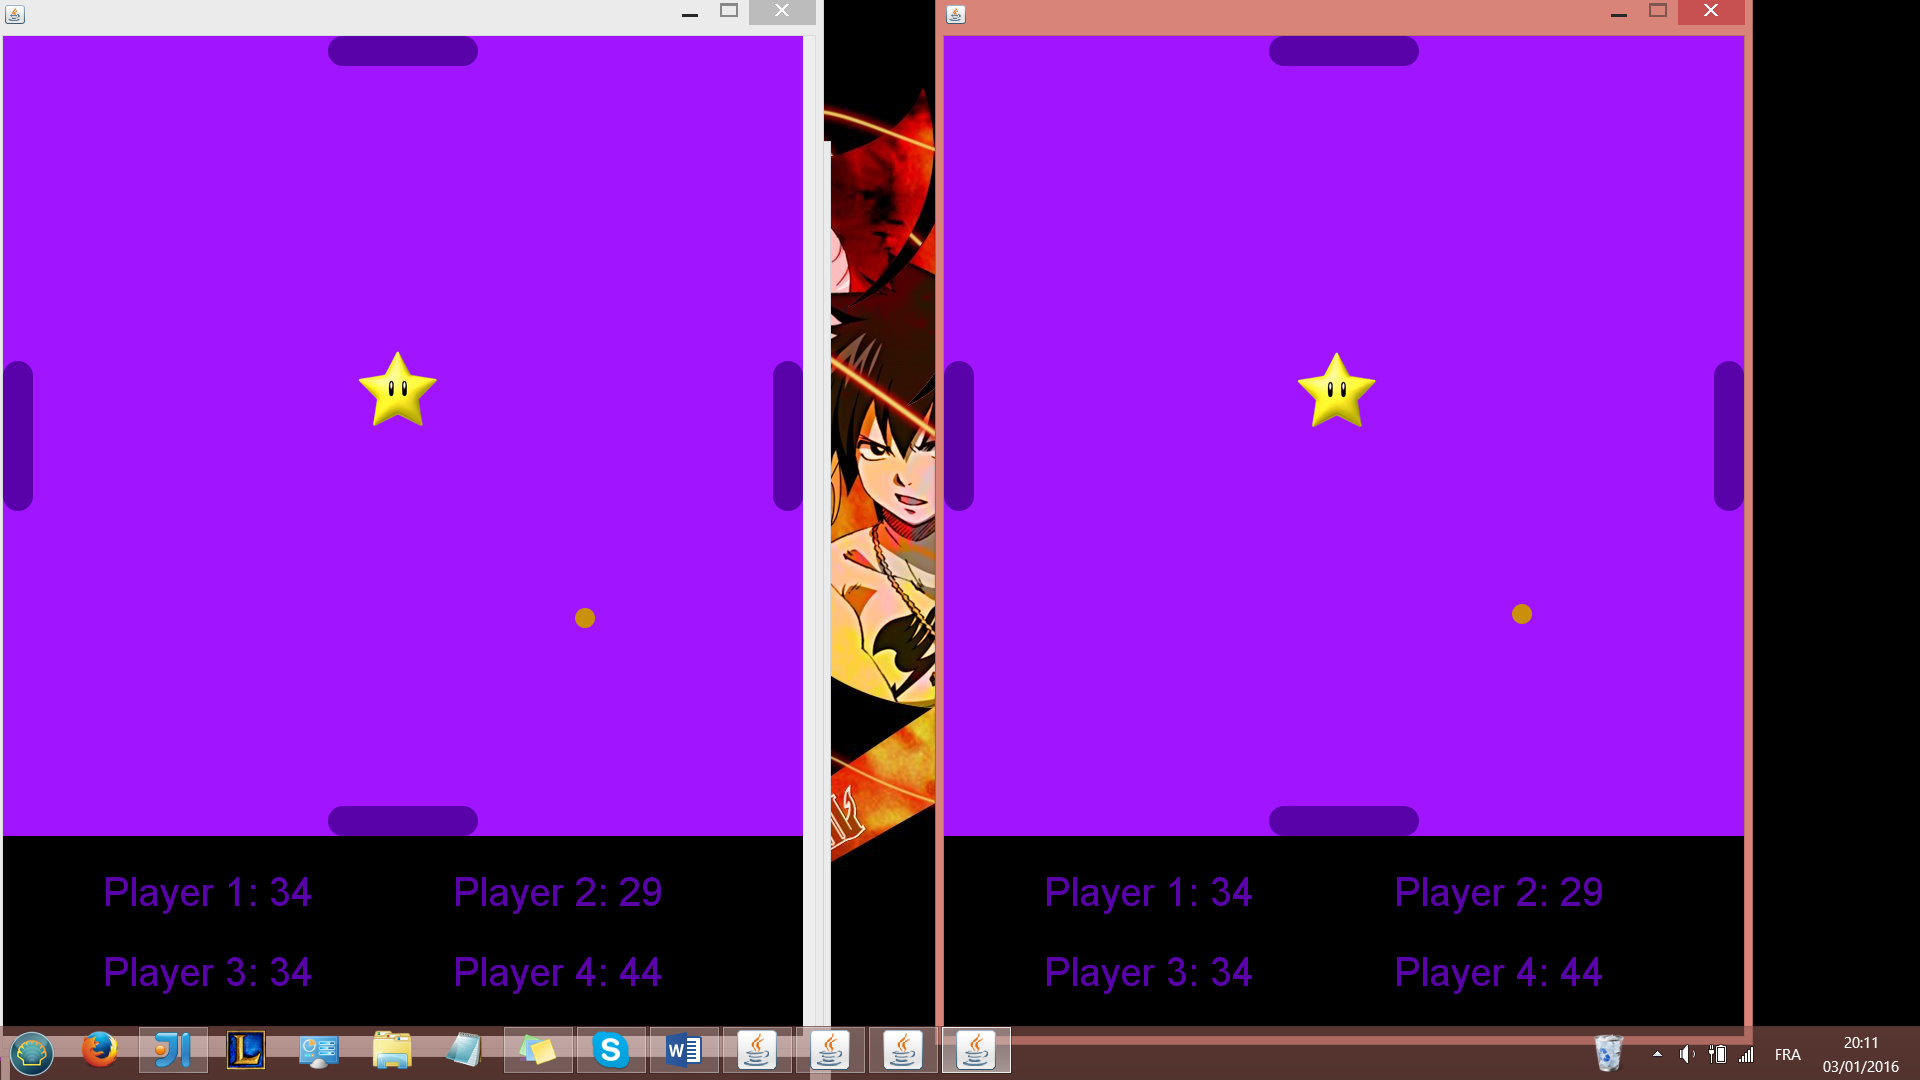 Player 1: 34 Player 2: 29
Player 3: 34 Player 4: 44
Player 1: 34 Player 2: 29
Player 3: 34 Player 4: 44
FRA
20:11
03/01/2016